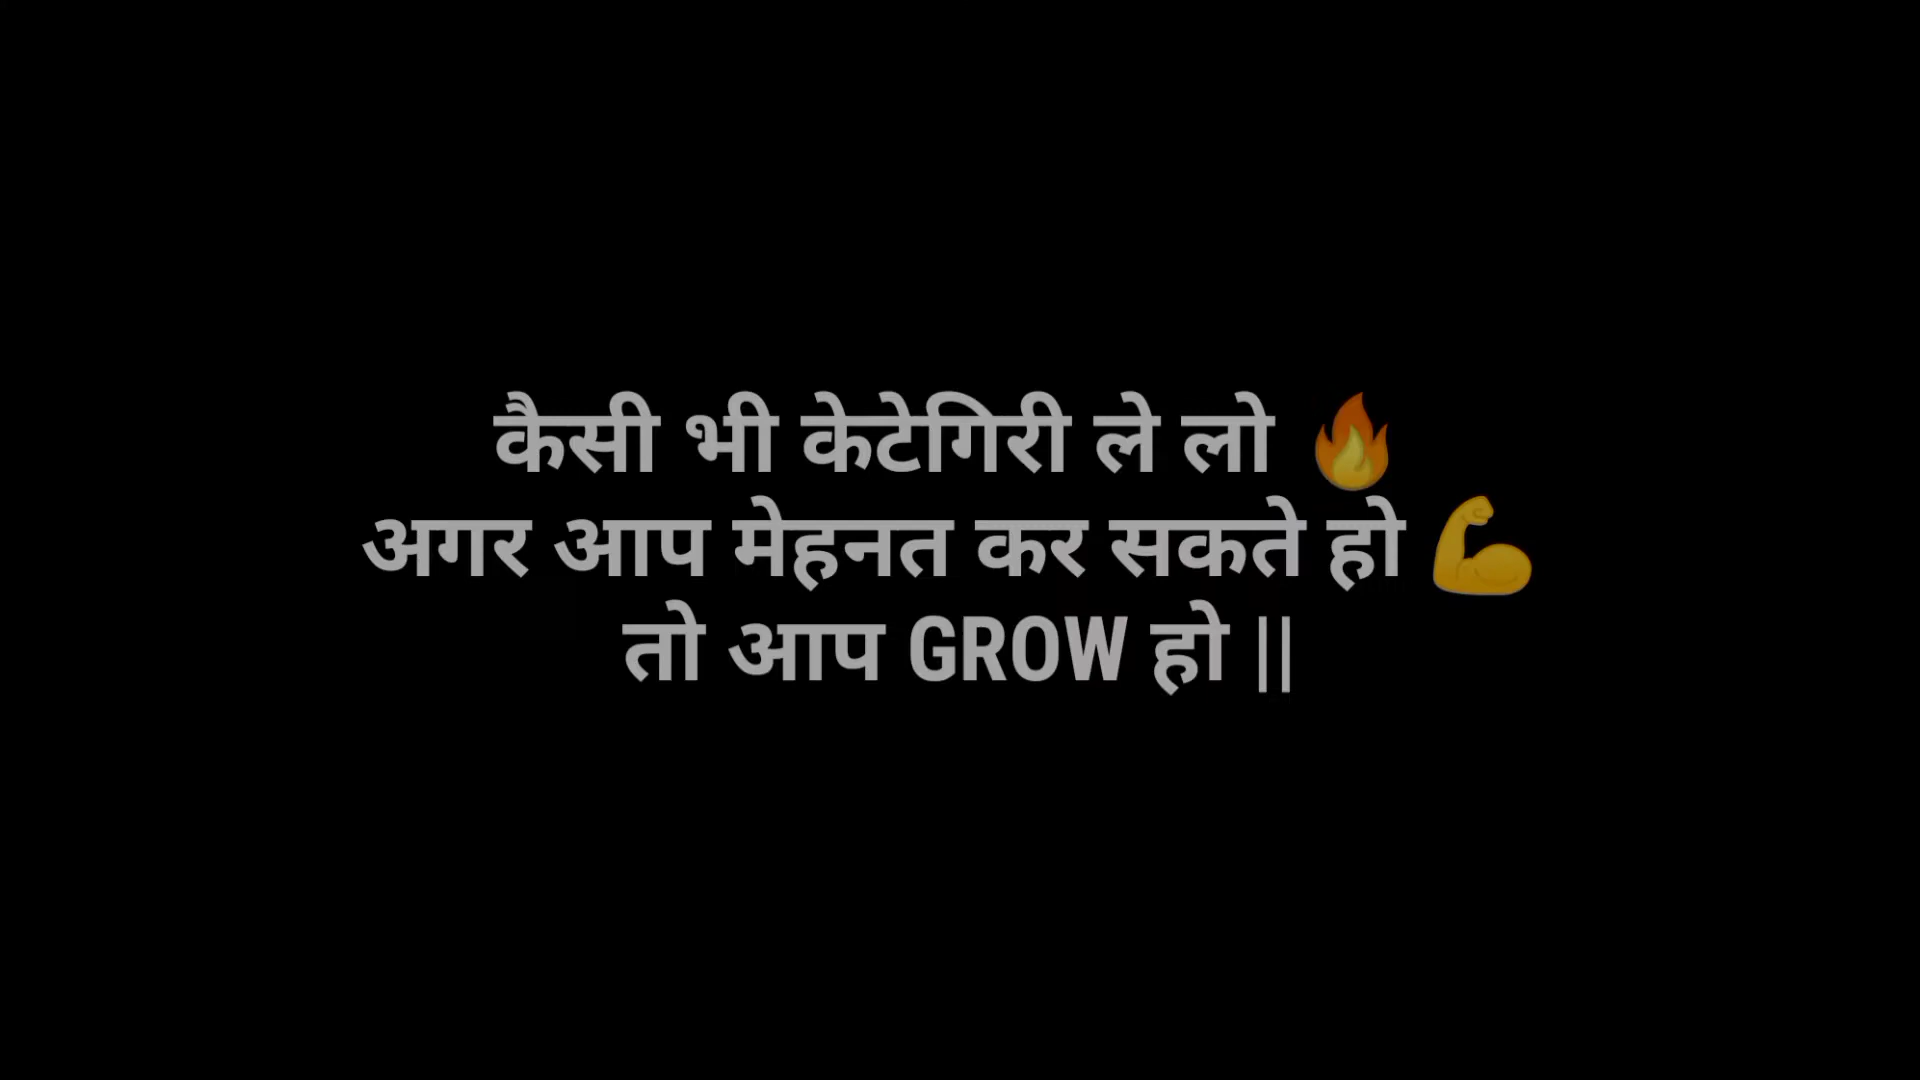 कैसी भी केटेगिरी ले लो 🔥
अगर आप मेहनत कर सकते हो 💪
तो आप GROW हो ||